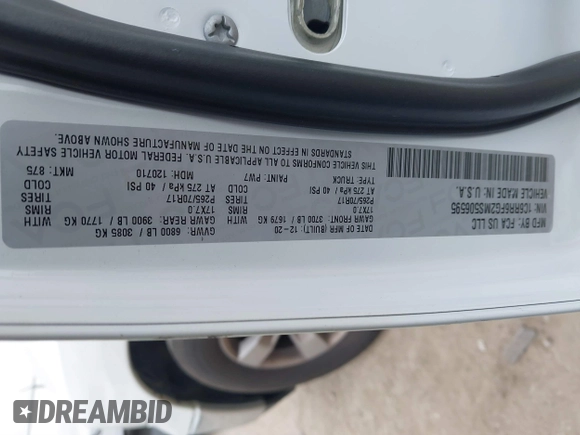 MFD. BY: FCA US LLC
VIN: 1C6RR6FG2MS506595
VEHICLE MADE IN: U.S.A.
DATE OF MFR (BUILT): 12-20
GVWR: 6800 LB / 3085 KG
GAWR FRONT: 3700 LB / 1679 KG
GAWR REAR: 3900 LB / 1770 KG
17X7.0 RIMS 17X7.0 RIMS
P265/70R17 TIRES P265/70R17 TIRES
AT 275 kPa / 40 PSI COLD AT 275 kPa / 40 PSI COLD
TYPE: TRUCK PAINT: PW7 MDH: 120710 MKT: 875
THIS VEHICLE CONFORMS TO ALL APPLICABLE U.S.A. FEDERAL MOTOR VEHICLE SAFETY
STANDARDS IN EFFECT ON THE DATE OF MANUFACTURE SHOWN ABOVE.
DREAMBID